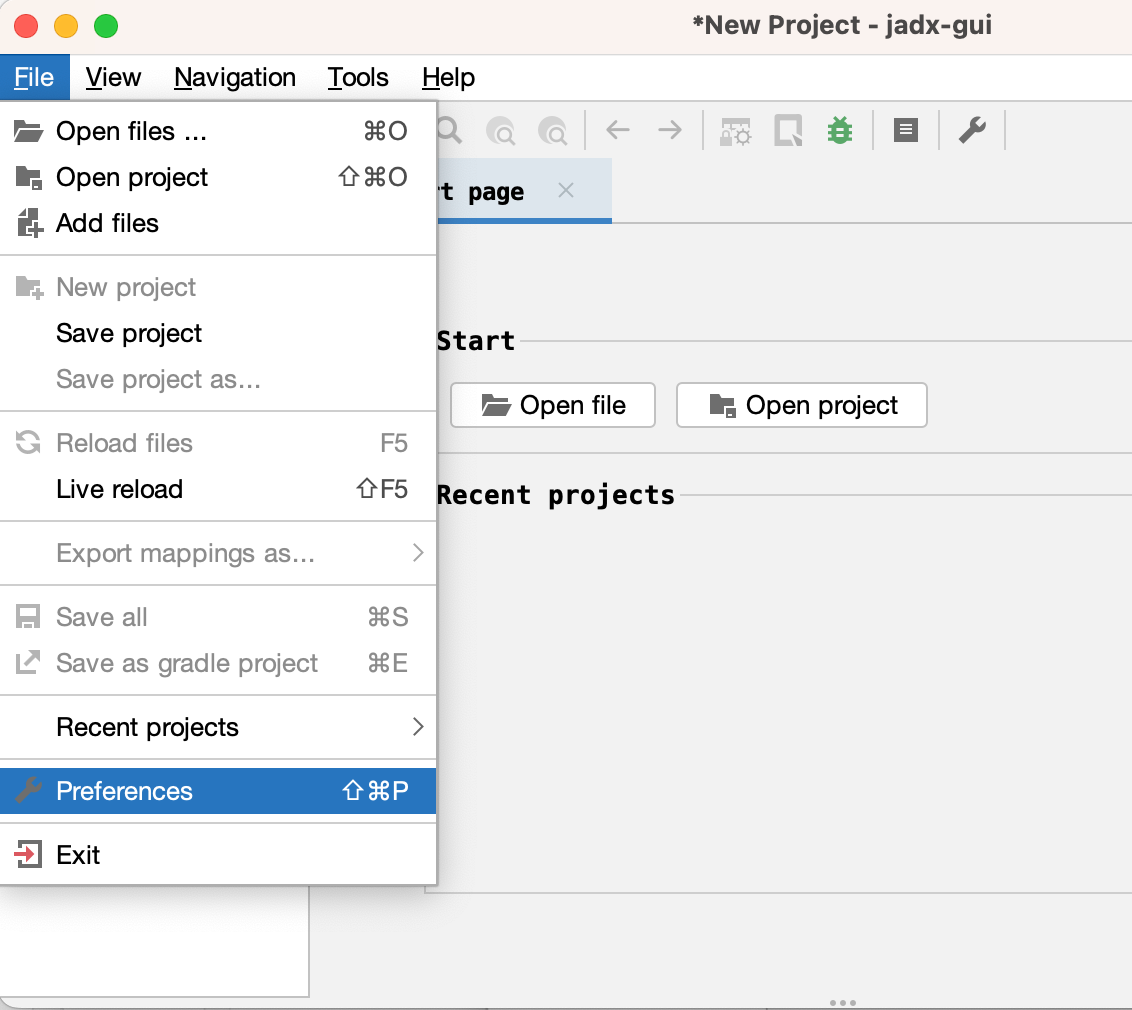 *New Project - jadx-gui
File View Navigation Tools Help
Open files ... ⌘O
Open project ⇧⌘O
Add files
New project
Save project
Save project as...
Reload files F5
Live reload ⇧F5
Export mappings as...
Save all ⌘S
Save as gradle project ⌘E
Recent projects
Preferences ⇧⌘P
Exit
rt page
Start
Open file Open project
Recent projects